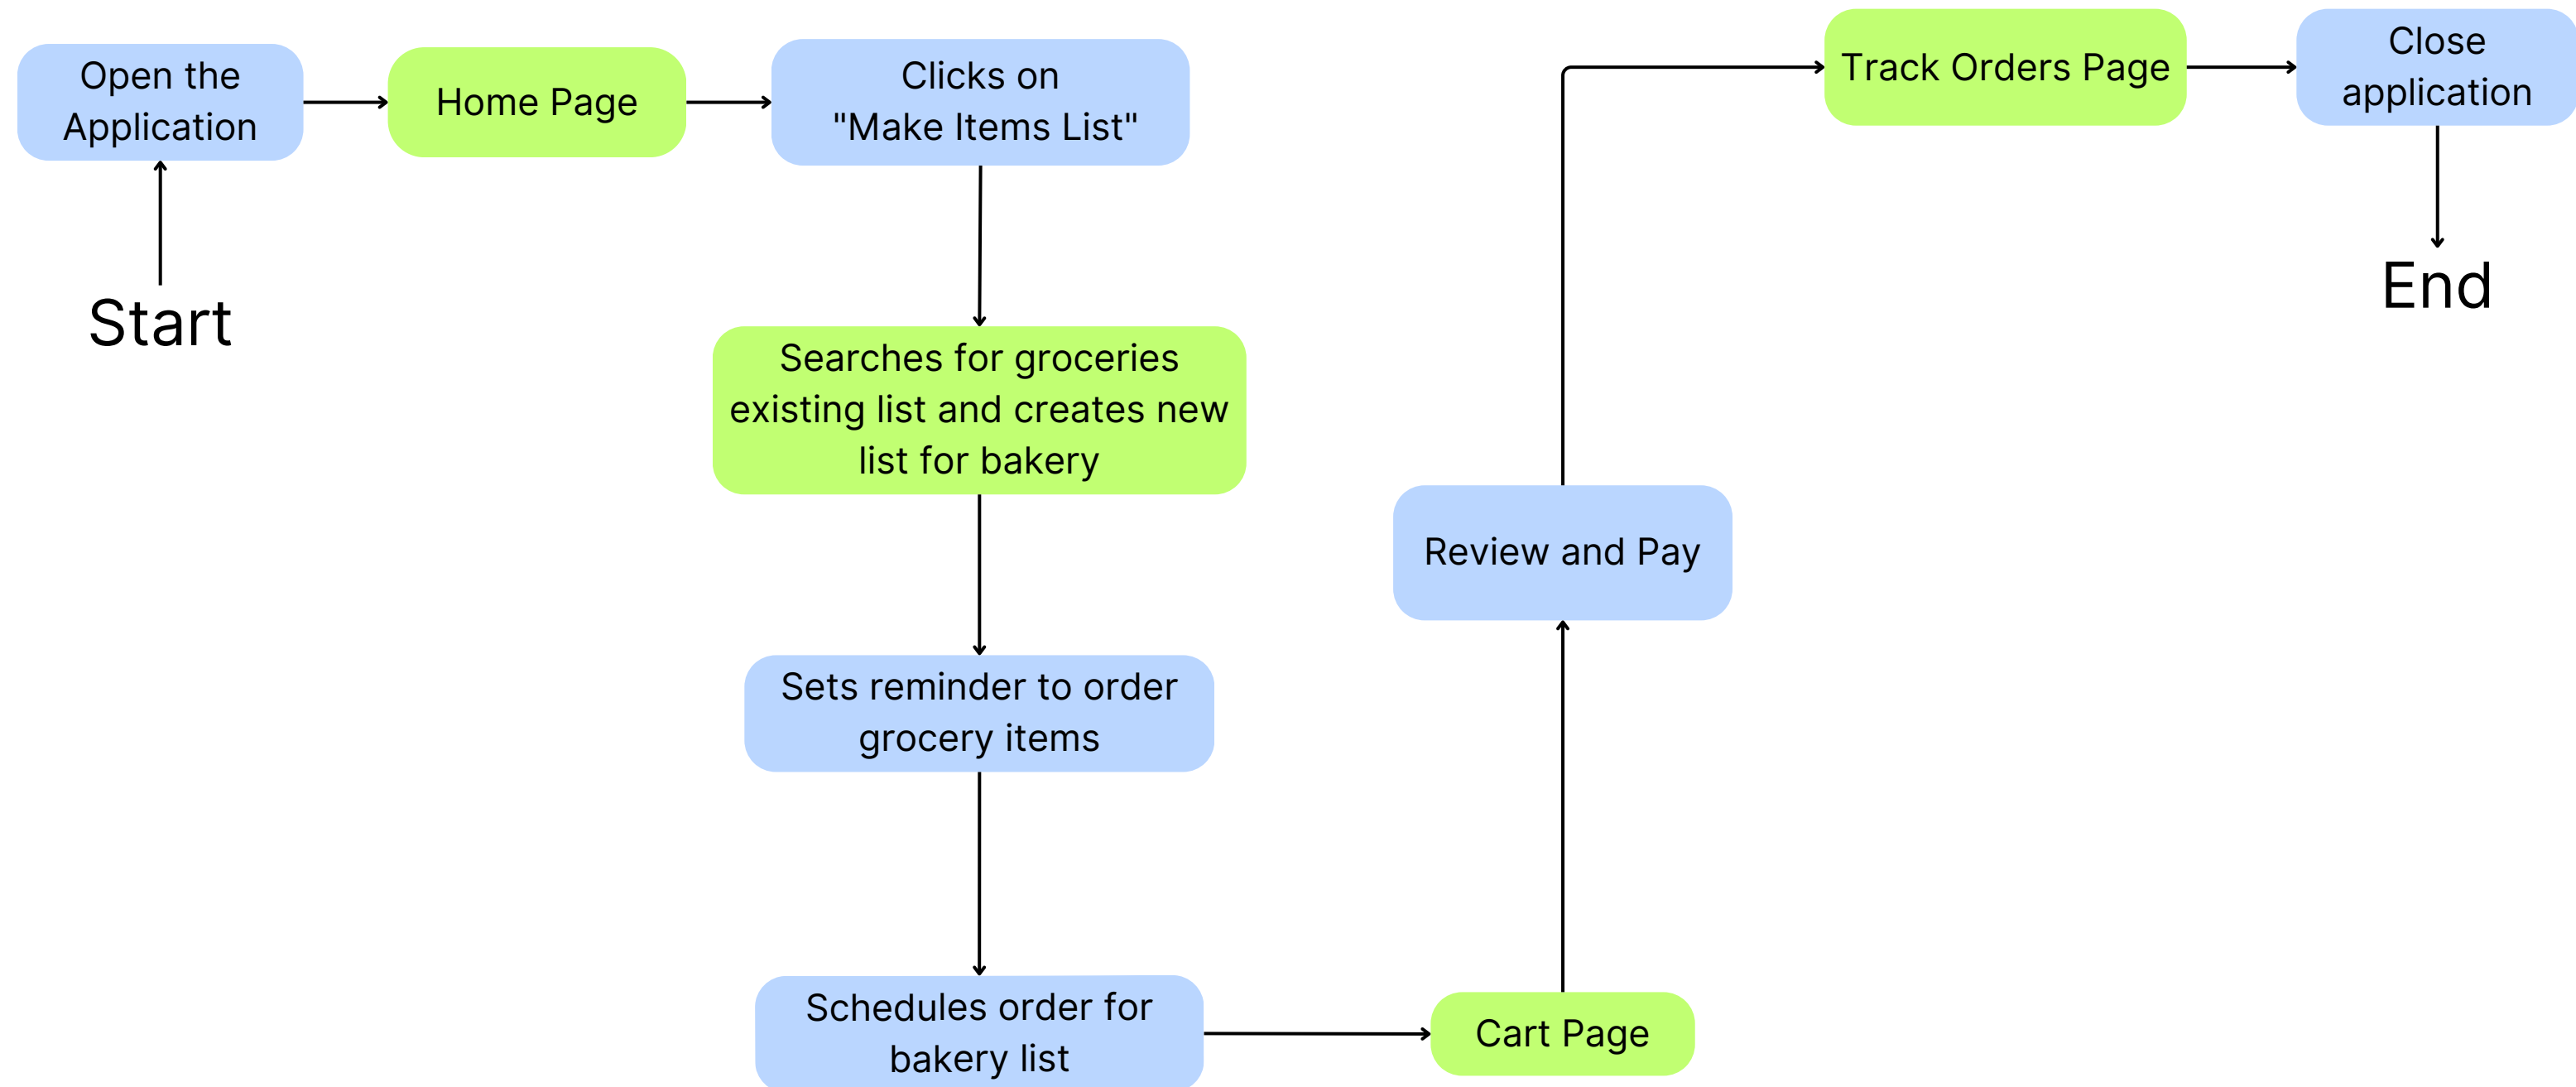 Start
Open the
Application
Home Page
Clicks on
"Make Items List"
Searches for groceries
existing list and creates new
list for bakery
Sets reminder to order
grocery items
Schedules order for
bakery list
Cart Page
Review and Pay
Track Orders Page
Close
application
End